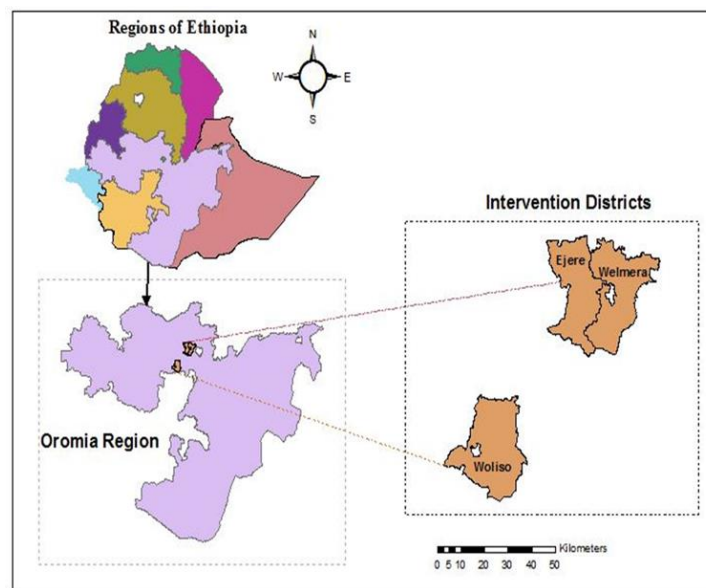 Regions of Ethiopia
N
W E
S
Intervention Districts
Ejere
Welmera
Oromia Region
Woliso
Kilometers
0 5 10 20 30 40 50